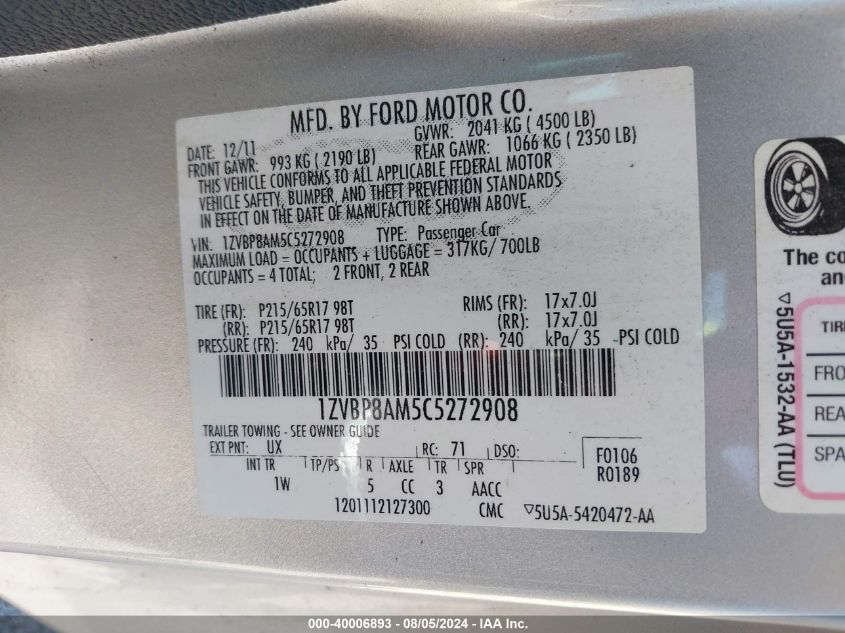 MFD. BY FORD MOTOR CO.
DATE: 12/11 GVWR: 2041 KG ( 4500 LB)
FRONT GAWR: 993 KG ( 2190 LB) REAR GAWR: 1066 KG ( 2350 LB)
THIS VEHICLE CONFORMS TO ALL APPLICABLE FEDERAL MOTOR
VEHICLE SAFETY, BUMPER, AND THEFT PREVENTION STANDARDS
IN EFFECT ON THE DATE OF MANUFACTURE SHOWN ABOVE.
VIN: 1ZVBP8AM5C5272908 TYPE: Passenger Car
MAXIMUM LOAD = OCCUPANTS + LUGGAGE = 317KG/ 700LB
OCCUPANTS = 4 TOTAL; 2 FRONT, 2 REAR
TIRE (FR): P215/65R17 98T RIMS (FR): 17x7.0J
(RR): P215/65R17 98T (RR): 17x7.0J
PRESSURE (FR): 240 kPa/ 35 PSI COLD (RR): 240 kPa/ 35 PSI COLD
1ZVBP8AM5C5272908
TRAILER TOWING - SEE OWNER GUIDE
EXT PNT: UX RC: 71 DSO: F0106
R0189
INT TR TP/PS R AXLE TR SPR
1W 5 CC 3 AACC
1201112127300 CMC ▽5U5A-5420472-AA
The co
an
▽5U5A-1532-AA (TLU)
TIR
FRO
REA
SPA
000-40006893 - 08/05/2024 - IAA Inc.